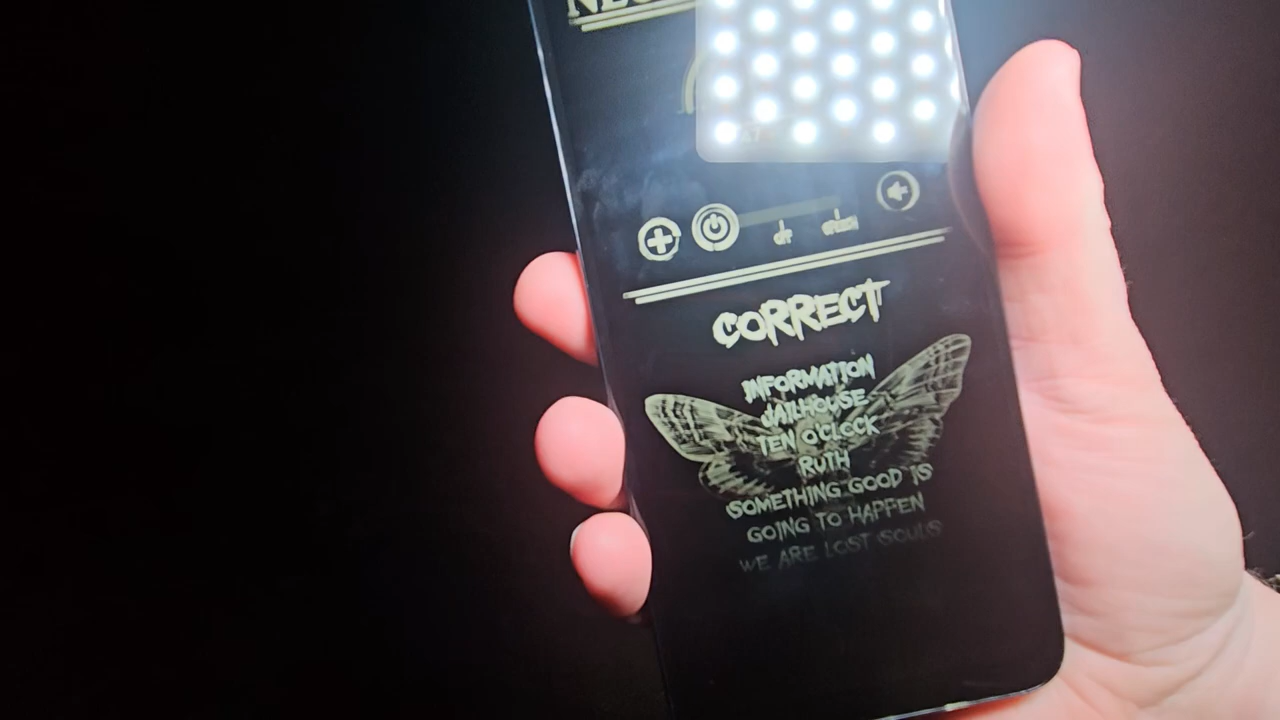 CORRECT
INFORMATION
JAILHOUSE
TEN O'CLOCK
RUTH
SOMETHING GOOD IS
GOING TO HAPPEN
WE ARE LOST SOULS